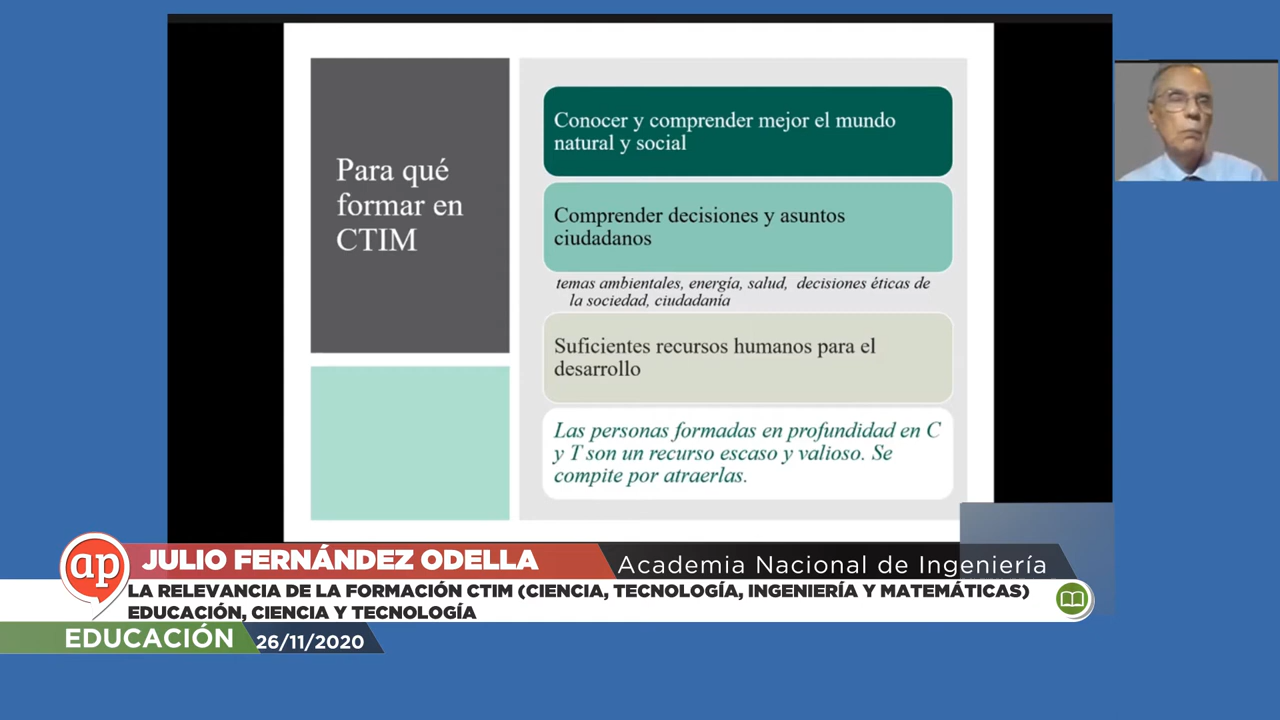 Para qué
formar en
CTIM
Conocer y comprender mejor el mundo
natural y social
Comprender decisiones y asuntos
ciudadanos
temas ambientales, energía, salud, decisiones éticas de
la sociedad, ciudadanía
Suficientes recursos humanos para el
desarrollo
Las personas formadas en profundidad en C
y T son un recurso escaso y valioso. Se
compite por atraerlas.
ap
JULIO FERNÁNDEZ ODELLA
Academia Nacional de Ingeniería
LA RELEVANCIA DE LA FORMACIÓN CTIM (CIENCIA, TECNOLOGÍA, INGENIERÍA Y MATEMÁTICAS)
EDUCACIÓN, CIENCIA Y TECNOLOGÍA
EDUCACIÓN
26/11/2020